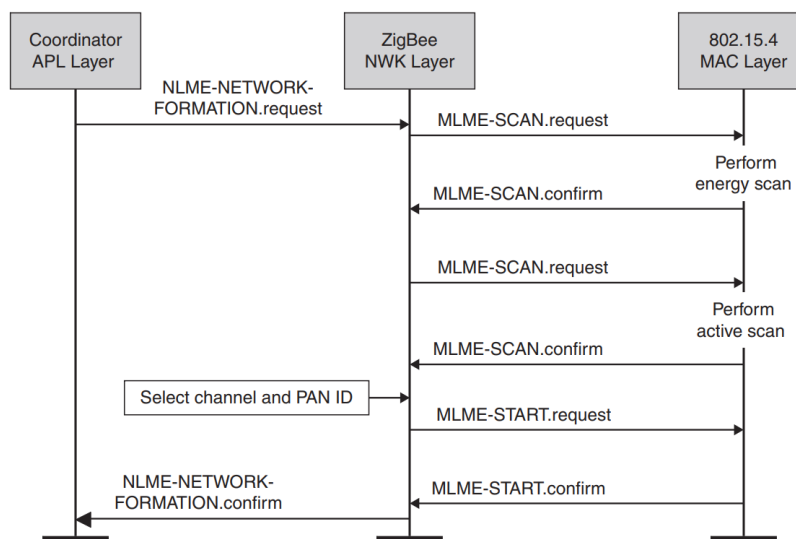 Coordinator
APL Layer
ZigBee
NWK Layer
802.15.4
MAC Layer
NLME-NETWORK-
FORMATION.request
MLME-SCAN.request
Perform
energy scan
MLME-SCAN.confirm
MLME-SCAN.request
Perform
active scan
MLME-SCAN.confirm
Select channel and PAN ID
MLME-START.request
NLME-NETWORK-
FORMATION.confirm
MLME-START.confirm